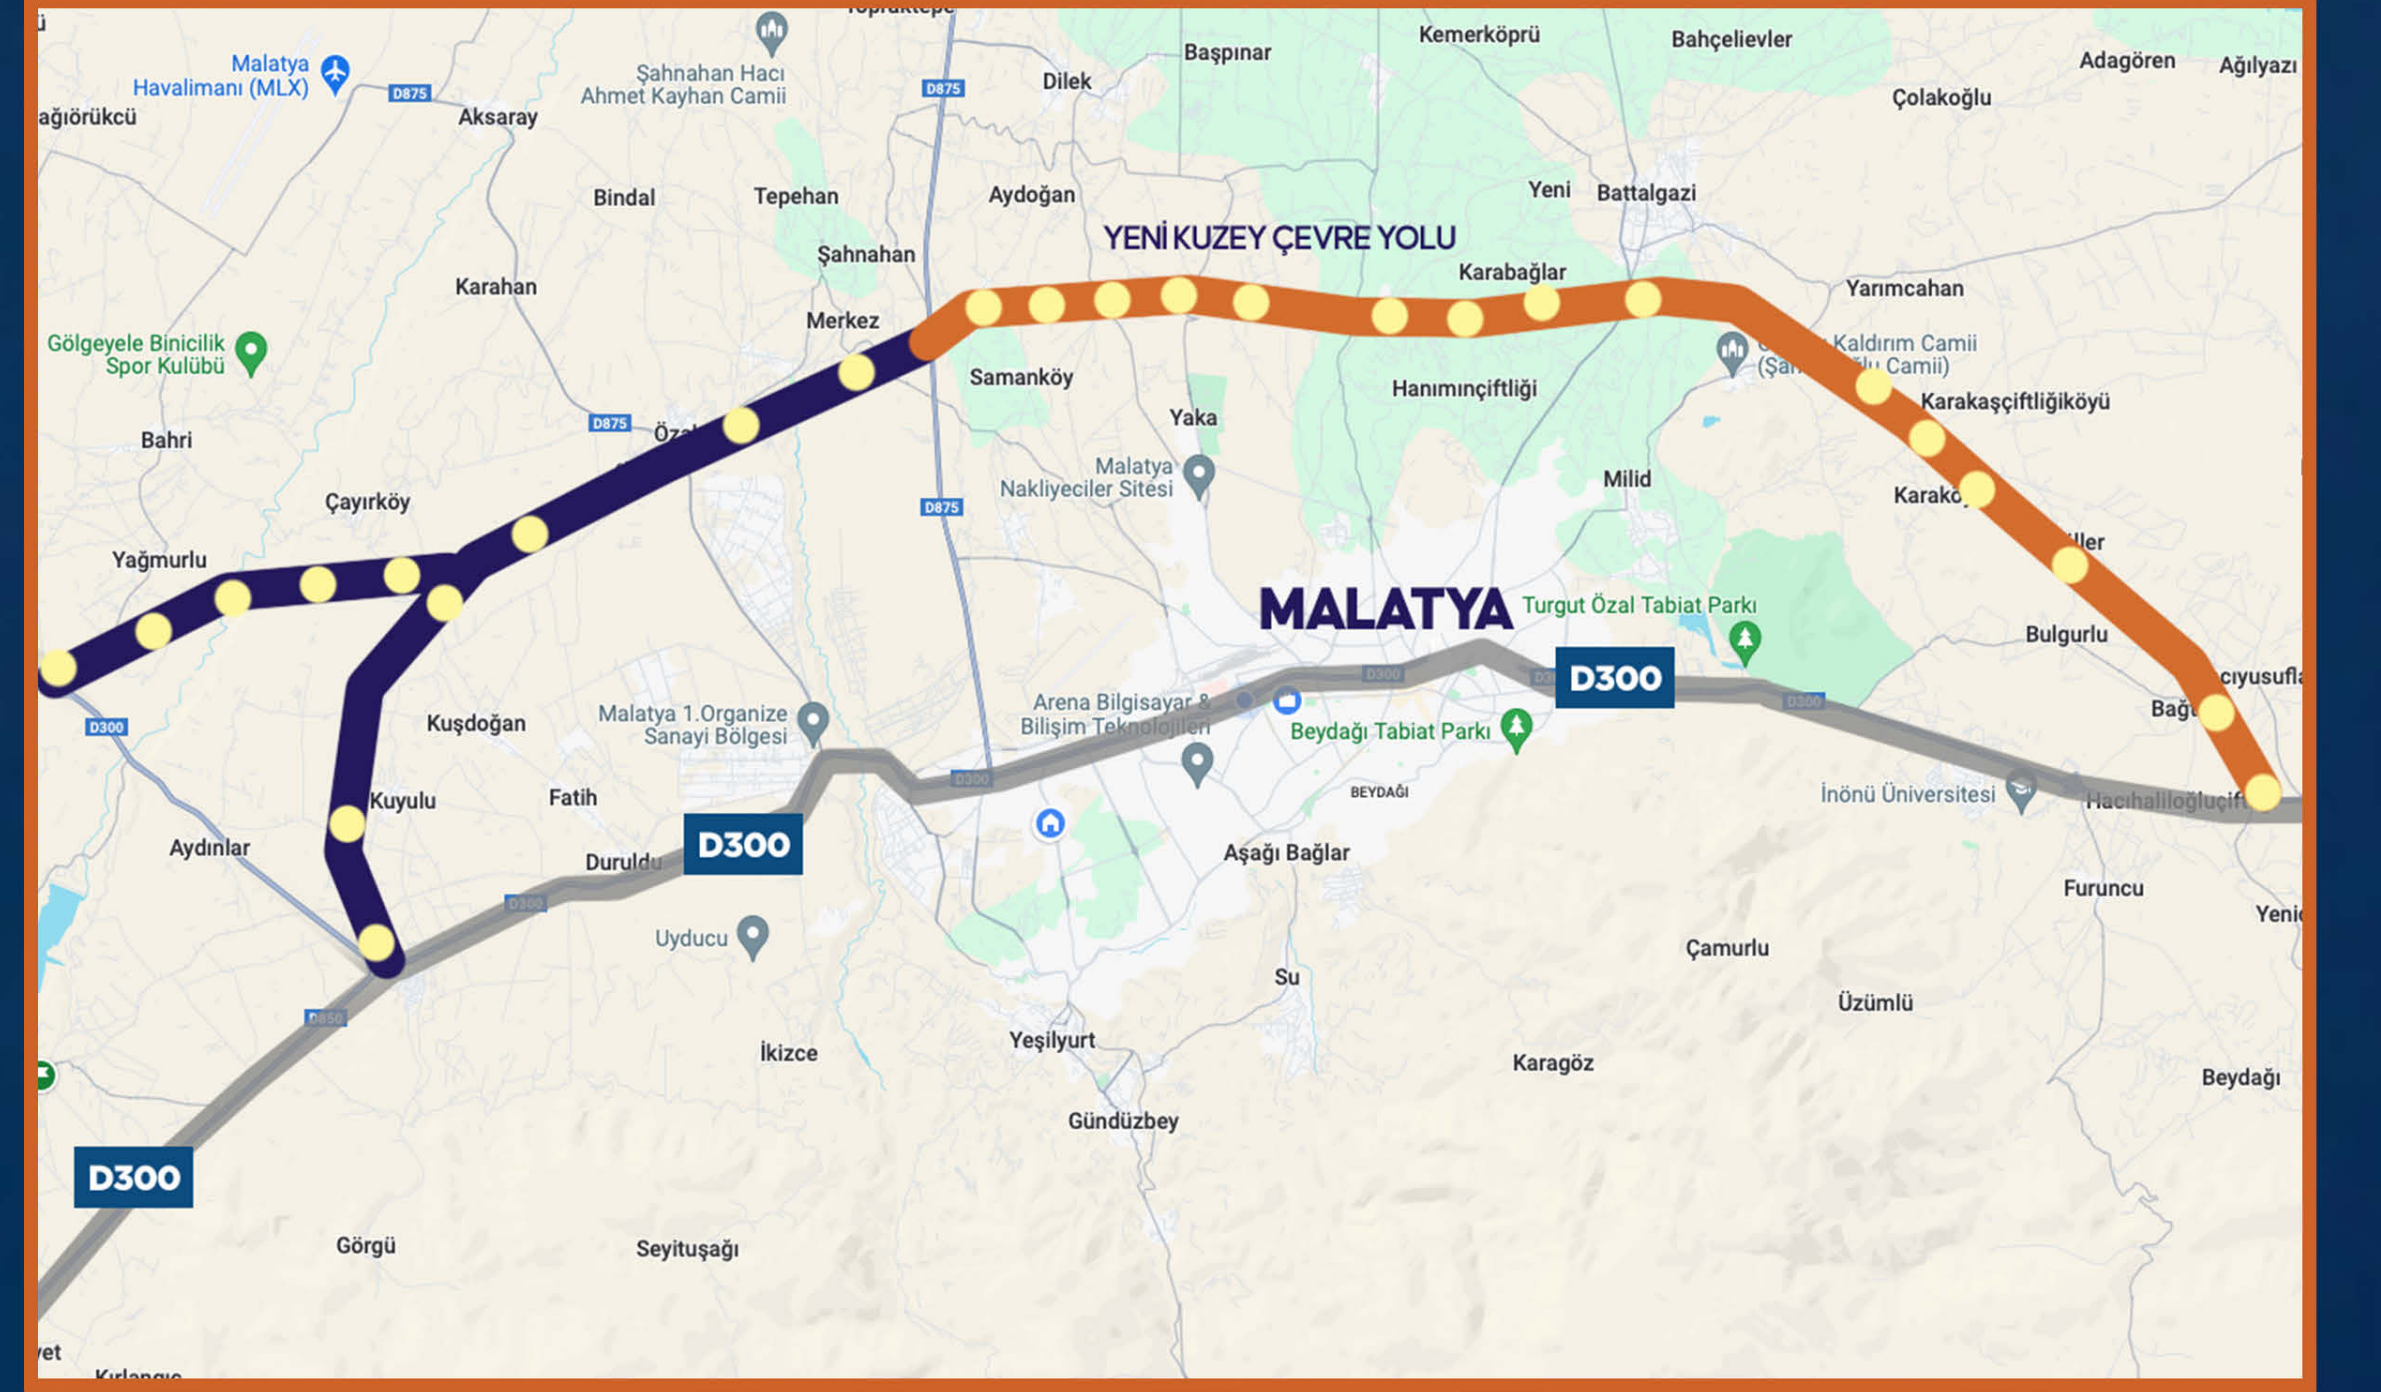 Malatya
Havalimanı (MLX)
D875
Aksaray
Şahnahan Hacı
Ahmet Kayhan Camii
D875
Dilek
Başpınar
Kemerköprü
Bahçelievler
Çolakoğlu
Adagören
Ağılyazı
ağıörükcü
Bindal
Tepehan
Aydoğan
Yeni
Battalgazi
YENİ KUZEY ÇEVRE YOLU
Şahnahan
Karahan
Karabağlar
Yarımcahan
Merkez
Gölgeyele Binicilik
Spor Kulübü
Kaldırım Camii
Samanköy
Hanımınçiftliği
Karakaşçiftliğiköyü
Yaka
D875
Bahri
Malatya
Nakliyeciler Sitesi
Milid
Çayırköy
D875
Yağmurlu
MALATYA
Turgut Özal Tabiat Parkı
Bulgurlu
D300
D300
D300
D300
Kuşdoğan
Malatya 1.Organize
Sanayi Bölgesi
Arena Bilgisayar &
Bilişim Teknolojileri
Beydağı Tabiat Parkı
D300
BEYDAĞI
İnönü Üniversitesi
Kuyulu
Fatih
Aydınlar
Duruldu
D300
Aşağı Bağlar
Furuncu
D300
Uyducu
Çamurlu
Su
Üzümlü
D850
Yeşilyurt
İkizce
Karagöz
Beydağı
Gündüzbey
D300
Görgü
Seyituşağı